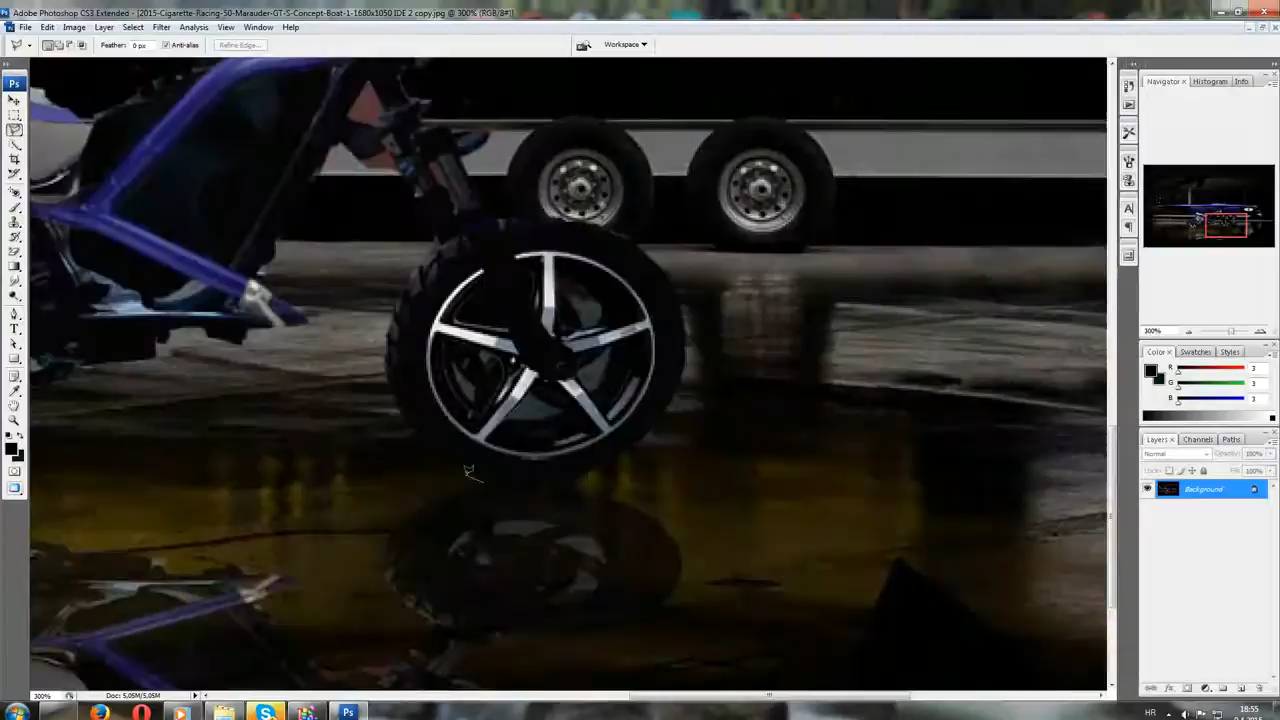 Adobe Photoshop CS3 Extended - [2015-Cigarette-Racing-50-Marauder-GT-S-Concept-Boat-1-1680x1050 IDE 2 copy.jpg @ 300% (RGB/8#)]
File Edit Image Layer Select Filter Analysis View Window Help
Feather: 0 px Anti-alias Refine Edge... Workspace
Ps
Navigator × Histogram Info
300%
Color × Swatches Styles
R 3
G 3
B 3
Layers × Channels Paths
Normal Opacity: 100%
Lock: Fill: 100%
Background
300% Doc: 5,05M/5,05M
HR 18:55